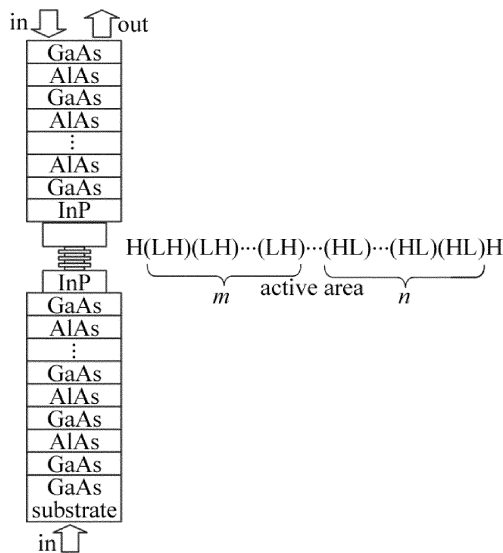 in
out
GaAs
AlAs
GaAs
AlAs
⋮
AlAs
GaAs
InP
H(LH)(LH)···(LH)···(HL)···(HL)(HL)H
m
active area
n
InP
GaAs
AlAs
⋮
GaAs
AlAs
GaAs
AlAs
GaAs
GaAs
substrate
in